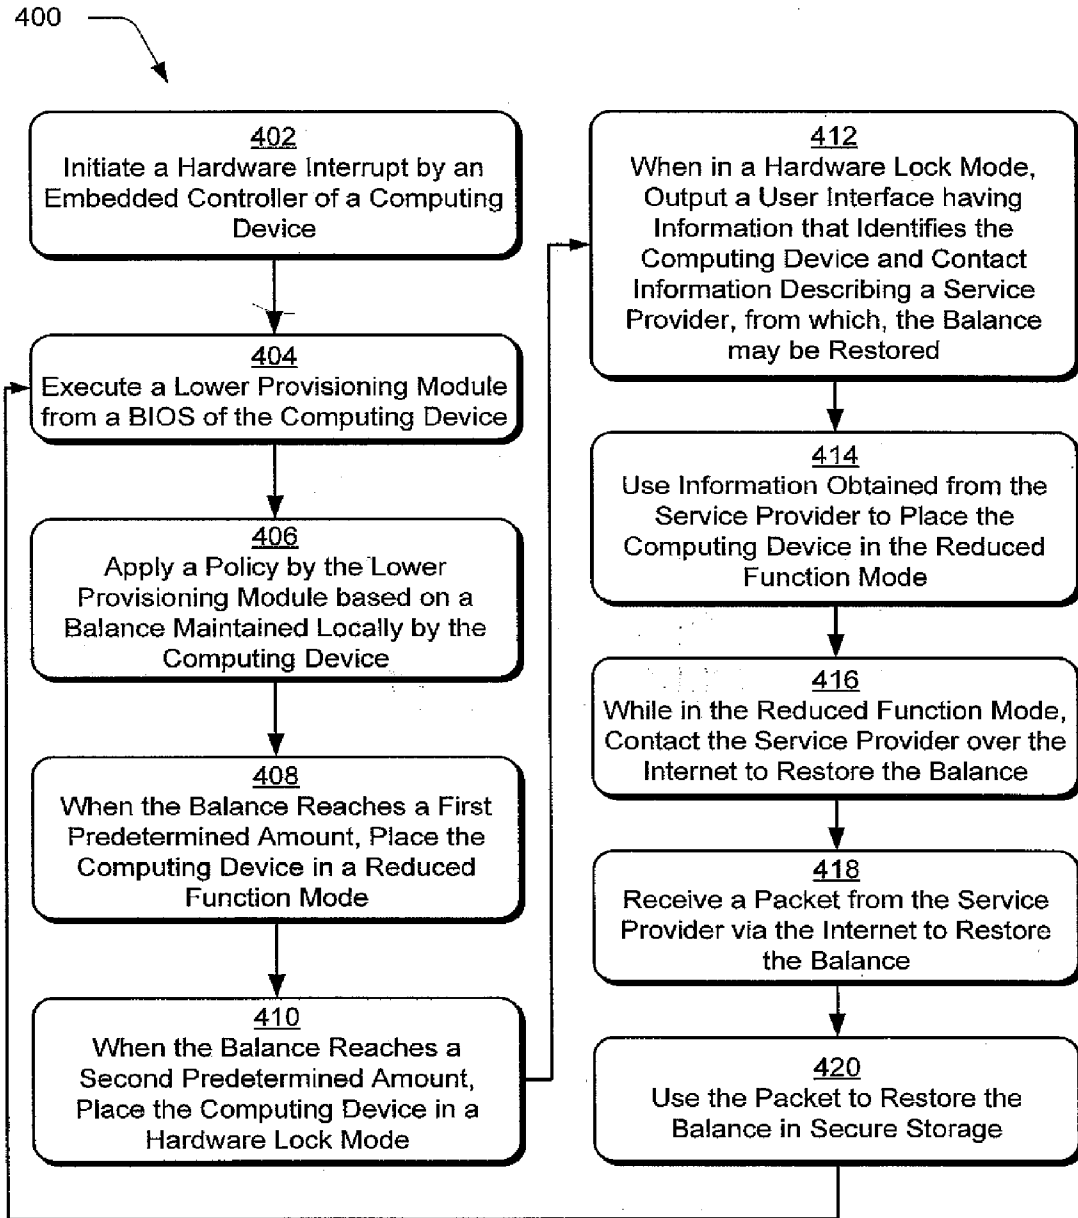 400
402
Initiate a Hardware Interrupt by an
Embedded Controller of a Computing
Device
404
Execute a Lower Provisioning Module
from a BIOS of the Computing Device
406
Apply a Policy by the Lower
Provisioning Module based on a
Balance Maintained Locally by the
Computing Device
408
When the Balance Reaches a First
Predetermined Amount, Place the
Computing Device in a Reduced
Function Mode
410
When the Balance Reaches a
Second Predetermined Amount,
Place the Computing Device in a
Hardware Lock Mode
412
When in a Hardware Lock Mode,
Output a User Interface having
Information that Identifies the
Computing Device and Contact
Information Describing a Service
Provider, from which, the Balance
may be Restored
414
Use Information Obtained from the
Service Provider to Place the
Computing Device in the Reduced
Function Mode
416
While in the Reduced Function Mode,
Contact the Service Provider over the
Internet to Restore the Balance
418
Receive a Packet from the Service
Provider via the Internet to Restore
the Balance
420
Use the Packet to Restore the
Balance in Secure Storage